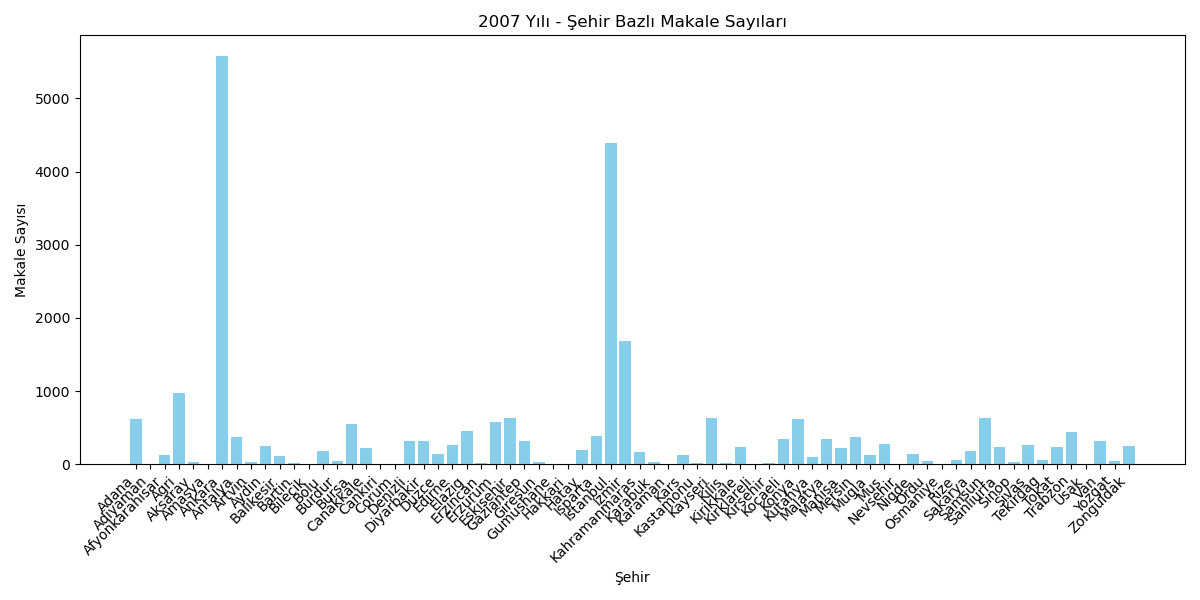 2007 Yılı - Şehir Bazlı Makale Sayıları
Makale Sayısı
5000
4000
3000
2000
1000
0
Adana
Adıyaman
Afyonkarahisar
Ağrı
Aksaray
Amasya
Ankara
Antalya
Artvin
Aydın
Balıkesir
Bartın
Bilecik
Bolu
Burdur
Bursa
Çanakkale
Çankırı
Çorum
Denizli
Diyarbakır
Düzce
Edirne
Elazığ
Erzincan
Erzurum
Eskişehir
Gaziantep
Giresun
Gümüşhane
Hakkari
Hatay
Isparta
İstanbul
İzmir
Kahramanmaraş
Karabük
Karaman
Kars
Kastamonu
Kayseri
Kilis
Kırıkkale
Kırklareli
Kırşehir
Kocaeli
Konya
Kütahya
Malatya
Manisa
Mersin
Muğla
Muş
Nevşehir
Niğde
Ordu
Osmaniye
Rize
Sakarya
Samsun
Şanlıurfa
Sinop
Sivas
Tekirdağ
Tokat
Trabzon
Uşak
Van
Yozgat
Zonguldak
Şehir